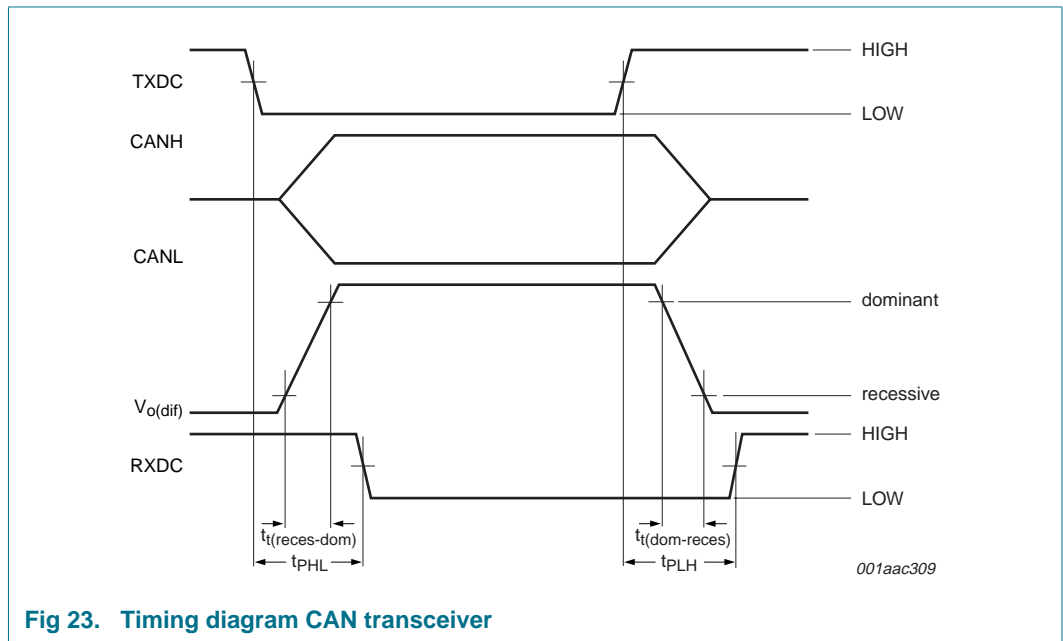 HIGH
TXDC
LOW
CANH
CANL
dominant
recessive
Vo(dif)
HIGH
RXDC
LOW
tt(reces-dom)
tt(dom-reces)
tPHL
tPLH
001aac309
Fig 23. Timing diagram CAN transceiver